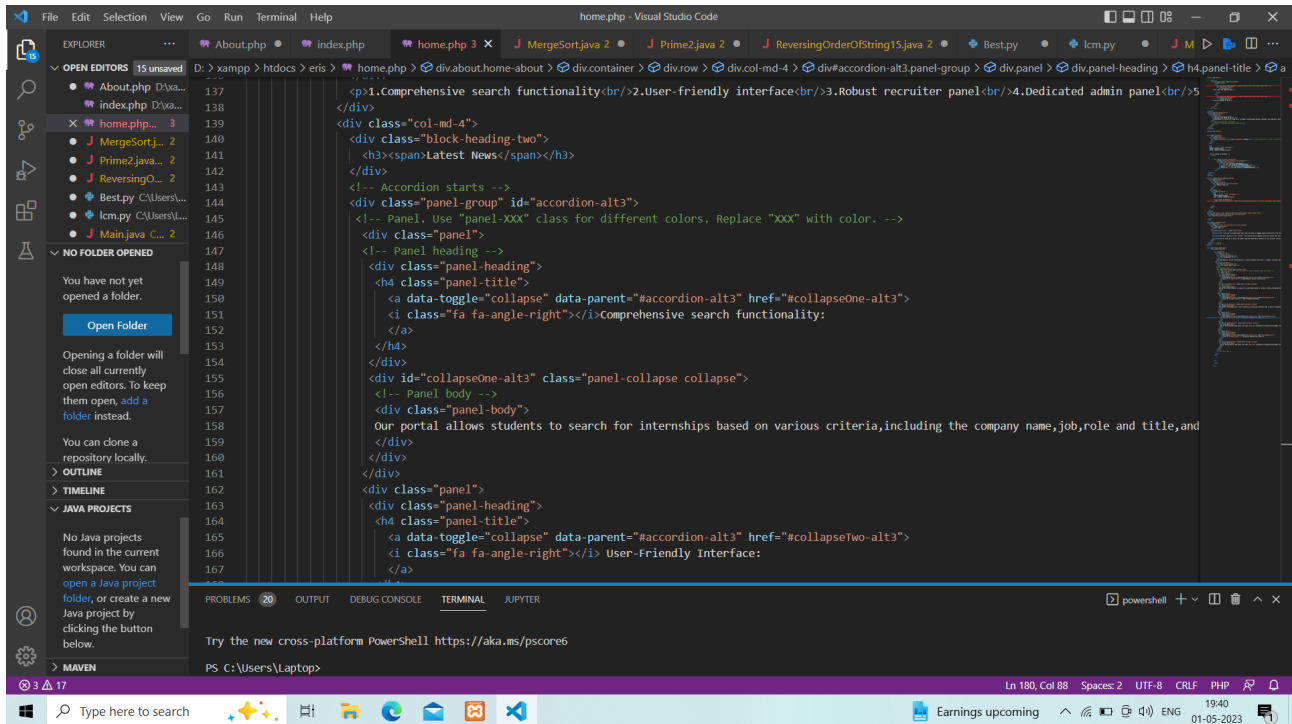 File Edit Selection View Go Run Terminal Help
home.php - Visual Studio Code
EXPLORER
About.php
index.php
home.php 3
MergeSort.java 2
Prime2.java 2
ReversingOrderOfString15.java 2
Best.py
lcm.py
J M
15
OPEN EDITORS 15 unsaved
About.php D:\xa...
index.php D:\xa...
home.php... 3
J MergeSort.j... 2
J Prime2.java... 2
J ReversingO... 2
Best.py C:\Users\...
lcm.py C:\Users\L...
J Main.java C... 2
NO FOLDER OPENED
You have not yet
opened a folder.
Open Folder
Opening a folder will
close all currently
open editors. To keep
them open, add a
folder instead.
You can clone a
repository locally.
OUTLINE
TIMELINE
JAVA PROJECTS
No Java projects
found in the current
workspace. You can
open a Java project
folder, or create a new
Java project by
clicking the button
below.
MAVEN
D: > xampp > htdocs > eris > home.php > div.about.home-about > div.container > div.row > div.col-md-4 > div#accordion-alt3.panel-group > div.panel > div.panel-heading > h4.panel-title > a
137 <p>1.Comprehensive search functionality<br/>2.User-friendly interface<br/>3.Robust recruiter panel<br/>4.Dedicated admin panel<br/>5
138 </div>
139 <div class="col-md-4">
140 <div class="block-heading-two">
141 <h3><span>Latest News</span></h3>
142 </div>
143 <!-- Accordion starts -->
144 <div class="panel-group" id="accordion-alt3">
145 <!-- Panel. Use "panel-XXX" class for different colors. Replace "XXX" with color. -->
146 <div class="panel">
147 <!-- Panel heading -->
148 <div class="panel-heading">
149 <h4 class="panel-title">
150 <a data-toggle="collapse" data-parent="#accordion-alt3" href="#collapseOne-alt3">
151 <i class="fa fa-angle-right"></i>Comprehensive search functionality:
152 </a>
153 </h4>
154 </div>
155 <div id="collapseOne-alt3" class="panel-collapse collapse">
156 <!-- Panel body -->
157 <div class="panel-body">
158 Our portal allows students to search for internships based on various criteria,including the company name,job,role and title,and
159 </div>
160 </div>
161 </div>
162 <div class="panel">
163 <div class="panel-heading">
164 <h4 class="panel-title">
165 <a data-toggle="collapse" data-parent="#accordion-alt3" href="#collapseTwo-alt3">
166 <i class="fa fa-angle-right"></i> User-Friendly Interface:
167 </a>
PROBLEMS 20 OUTPUT DEBUG CONSOLE TERMINAL JUPYTER
powershell
Try the new cross-platform PowerShell https://aka.ms/pscore6
PS C:\Users\Laptop>
3 17
Ln 180, Col 88 Spaces: 2 UTF-8 CRLF PHP
Type here to search
Earnings upcoming
ENG
19:40
01-05-2023